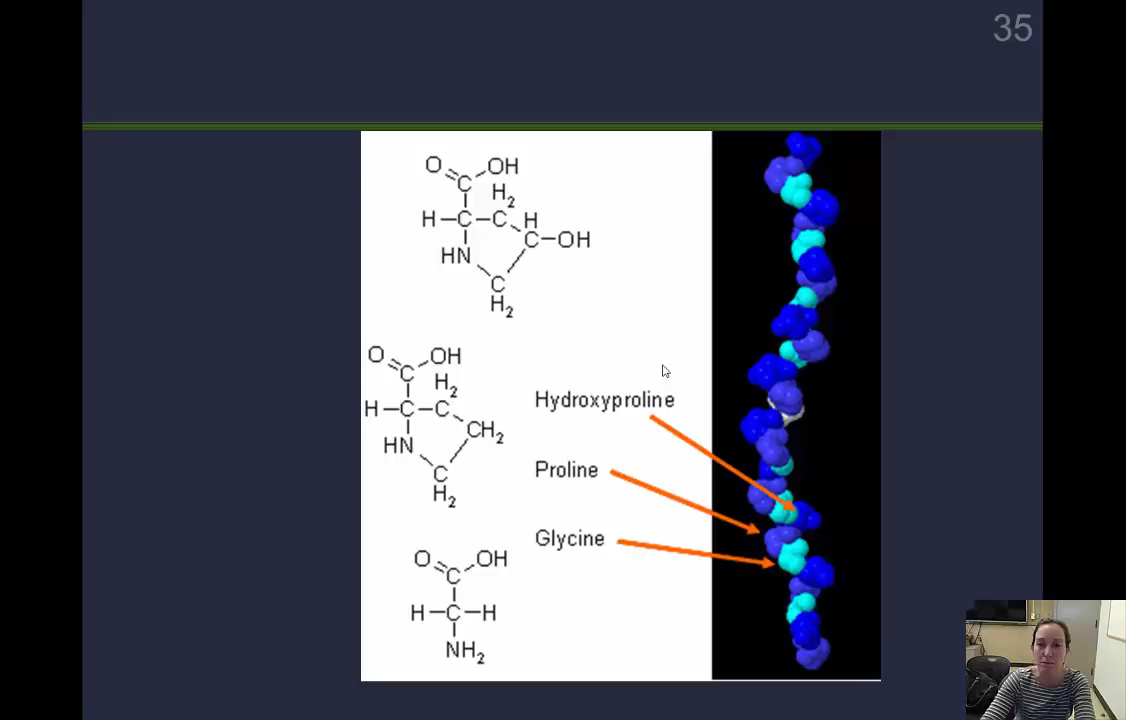 35
O OH
H₂
H C C H
C OH
HN
C
H₂
O OH
C H₂
H C C
CH₂
HN
C
H₂
Hydroxyproline
Proline
Glycine
O OH
C
H C H
NH₂